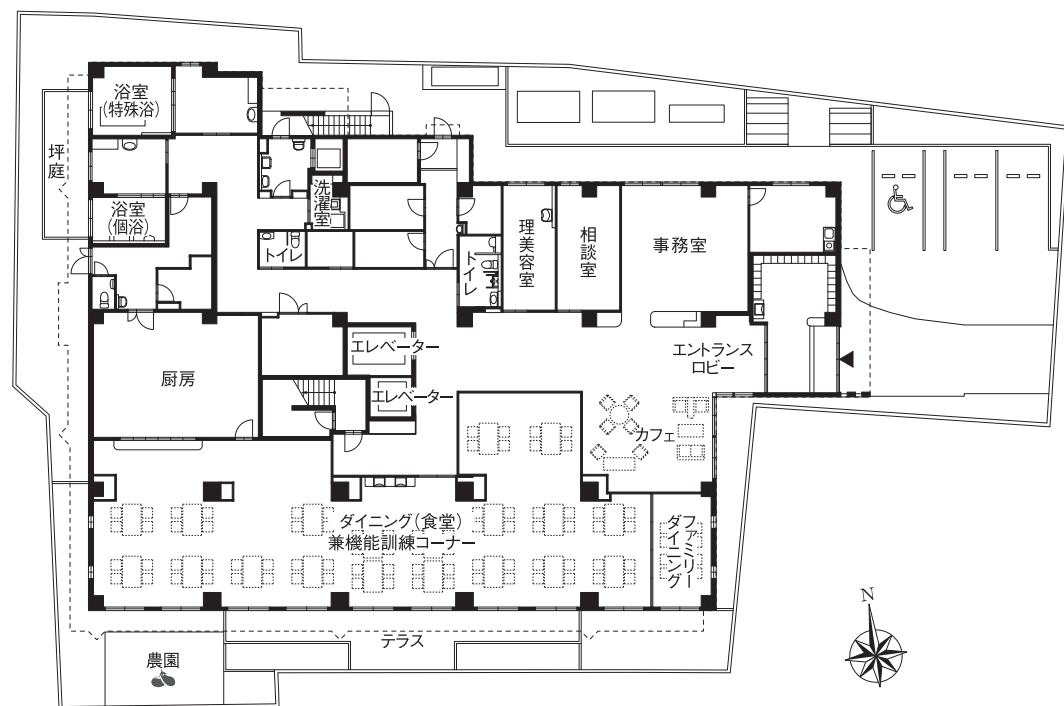 浴室
(特殊浴)
坪庭
浴室
(個浴)
洗濯室
トイレ
トイレ
理美容室
相談室
事務室
エントランス
ロビー
エレベーター
エレベーター
厨房
カフェ
ダイニング(食堂)
兼機能訓練コーナー
ファミリー
ダイニング
テラス
農園
N